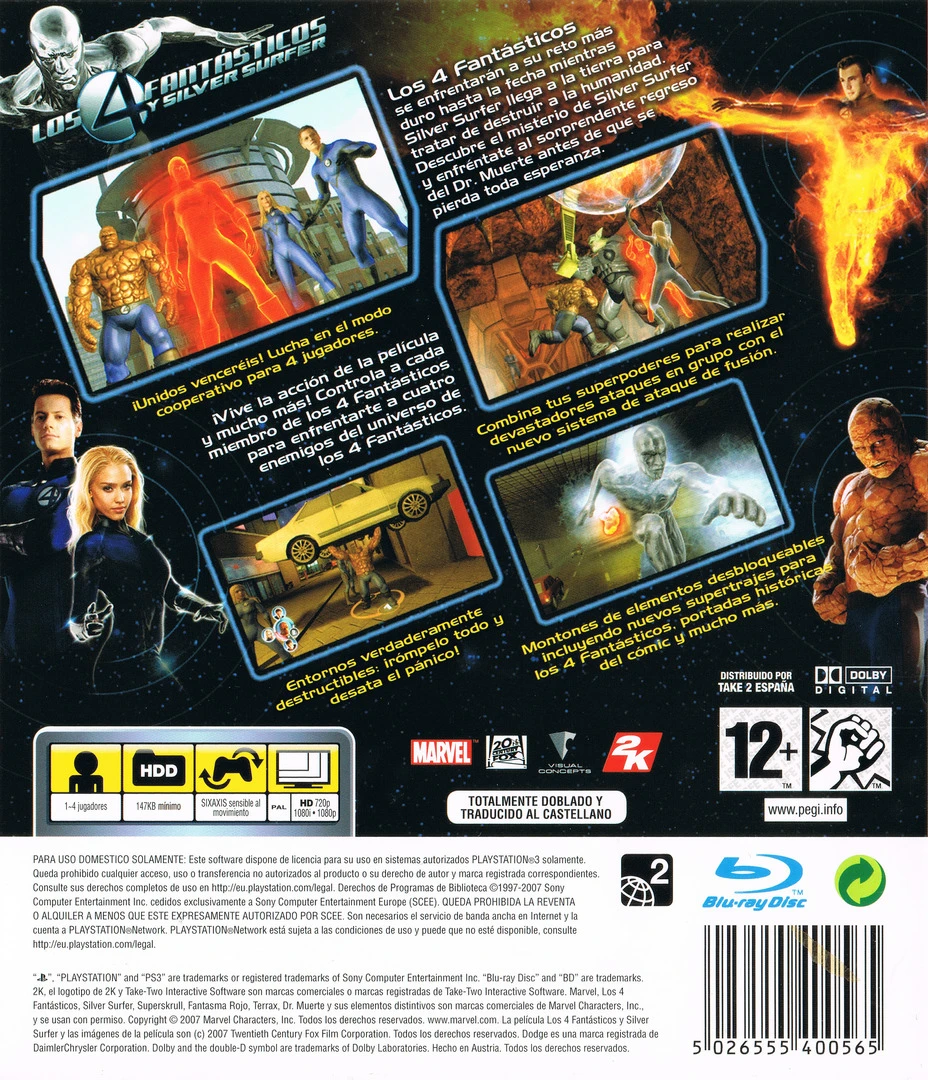 LOS 4 FANTÁSTICOS
Y SILVER SURFER
Los 4 Fantásticos
se enfrentarán a su reto más
duro hasta la fecha mientras
Silver Surfer llega a la tierra para
tratar de destruir a la humanidad.
Descubre el misterio de Silver Surfer
y enfréntate al sorprendente regreso
del Dr. Muerte antes de que se
pierda toda esperanza.
¡Unidos venceréis! Lucha en el modo
cooperativo para 4 jugadores.
¡Vive la acción de la película
y mucho más! Controla a cada
miembro de los 4 Fantásticos
para enfrentarte a cuatro
enemigos del universo de
los 4 Fantásticos.
Combina tus superpoderes para realizar
devastadores ataques en grupo con el
nuevo sistema de ataque de fusión.
Entornos verdaderamente
destructibles: ¡rómpelo todo y
desata el pánico!
Montones de elementos desbloqueables
incluyendo nuevos supertrajes para
los 4 Fantásticos, portadas históricas
del cómic y mucho más.
DISTRIBUIDO POR
TAKE 2 ESPAÑA
DOLBY
DIGITAL
HDD
1-4 jugadores
147KB mínimo
SIXAXIS sensible al
movimiento
PAL
HD 720p
1080i • 1080p
MARVEL™
20th CENTURY FOX
VISUAL CONCEPTS
2K
TOTALMENTE DOBLADO Y
TRADUCIDO AL CASTELLANO
12+
TM
TM
www.pegi.info
PARA USO DOMESTICO SOLAMENTE: Este software dispone de licencia para su uso en sistemas autorizados PLAYSTATION®3 solamente.
Queda prohibido cualquier acceso, uso o transferencia no autorizados al producto o su derecho de autor y marca registrada correspondientes.
Consulte sus derechos completos de uso en http://eu.playstation.com/legal. Derechos de Programas de Biblioteca ©1997-2007 Sony
Computer Entertainment Inc. cedidos exclusivamente a Sony Computer Entertainment Europe (SCEE). QUEDA PROHIBIDA LA REVENTA
O ALQUILER A MENOS QUE ESTE EXPRESAMENTE AUTORIZADO POR SCEE. Son necesarios el servicio de banda ancha en Internet y la
cuenta a PLAYSTATION®Network. PLAYSTATION®Network está sujeta a las condiciones de uso y puede que no esté disponible, consulte
http://eu.playstation.com/legal.
2
Blu-ray Disc
TM
“PS”, “PLAYSTATION” and “PS3” are trademarks or registered trademarks of Sony Computer Entertainment Inc. “Blu-ray Disc” and “BD” are trademarks.
2K, el logotipo de 2K y Take-Two Interactive Software son marcas comerciales o marcas registradas de Take-Two Interactive Software. Marvel, Los 4
Fantásticos, Silver Surfer, Superskrull, Fantasma Rojo, Terrax, Dr. Muerte y sus elementos distintivos son marcas comerciales de Marvel Characters, Inc.,
y se usan con permiso. Copyright © 2007 Marvel Characters, Inc. Todos los derechos reservados. www.marvel.com. La película Los 4 Fantásticos y Silver
Surfer y las imágenes de la película son (c) 2007 Twentieth Century Fox Film Corporation. Todos los derechos reservados. Dodge es una marca registrada de
DaimlerChrysler Corporation. Dolby and the double-D symbol are trademarks of Dolby Laboratories. Hecho en Austria. Todos los derechos reservados.
5 026555 400565